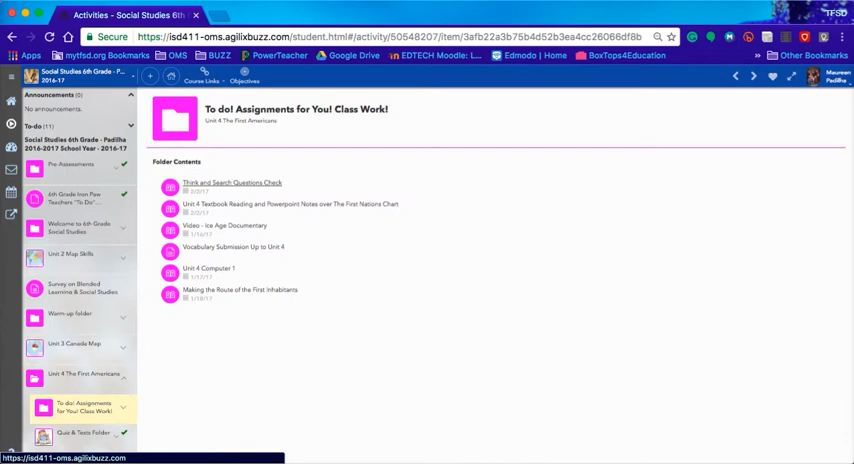 Activities - Social Studies 6th
TFSD
Secure
https://isd411-oms.agilixbuzz.com/student.html#/activity/50548207/item/3afb22a3b75b4d52b3ea4cc26066df8b
Apps
mytfsd.org Bookmarks
OMS
BUZZ
PowerTeacher
Google Drive
EDTECH Moodle: L...
Edmodo | Home
BoxTops4Education
»
Other Bookmarks
Social Studies 6th Grade - P...
2016-17
Course Links
Objectives
Maureen
Padilha
Announcements (0)
No announcements.
To-do (11)
Social Studies 6th Grade - Padilha
2016-2017 School Year - 2016-17
Pre-Assessments
6th Grade Iron Paw
Teachers "To Do"...
Welcome to 6th Grade
Social Studies
Unit 2 Map Skills
Survey on Blended
Learning & Social Studies
Warm-up folder
Unit 3 Canada Map
Unit 4 The First Americans
To do! Assignments
for You! Class Work!
Quiz & Tests Folder
To do! Assignments for You! Class Work!
Unit 4 The First Americans
Folder Contents
Think and Search Questions Check
2/2/17
Unit 4 Textbook Reading and Powerpoint Notes over The First Nations Chart
2/2/17
Video - Ice Age Documentary
1/16/17
Vocabulary Submission Up to Unit 4
Unit 4 Computer 1
1/17/17
Making the Route of the First Inhabitants
1/18/17
https://isd411-oms.agilixbuzz.com